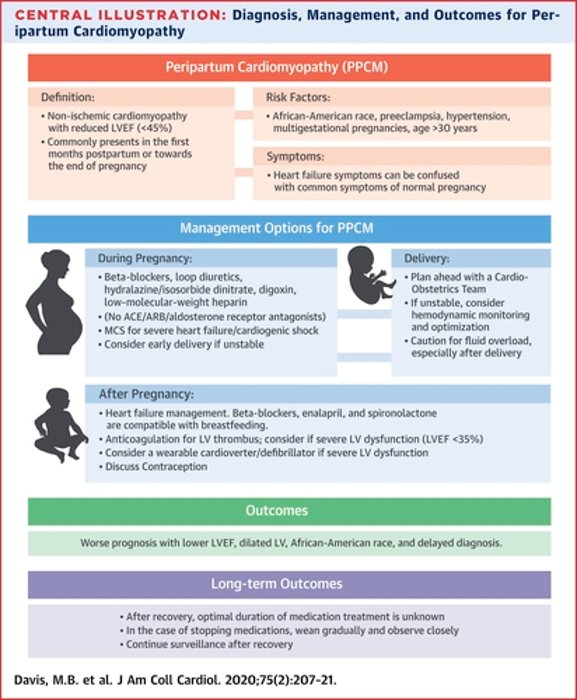 CENTRAL ILLUSTRATION: Diagnosis, Management, and Outcomes for Per-
ipartum Cardiomyopathy
Peripartum Cardiomyopathy (PPCM)
Definition:
• Non-ischemic cardiomyopathy
with reduced LVEF (<45%)
• Commonly presents in the first
months postpartum or towards
the end of pregnancy
Risk Factors:
• African-American race, preeclampsia, hypertension,
multigestational pregnancies, age >30 years
Symptoms:
• Heart failure symptoms can be confused
with common symptoms of normal pregnancy
Management Options for PPCM
During Pregnancy:
• Beta-blockers, loop diuretics,
hydralazine/isosorbide dinitrate, digoxin,
low-molecular-weight heparin
• (No ACE/ARB/aldosterone receptor antagonists)
• MCS for severe heart failure/cardiogenic shock
• Consider early delivery if unstable
Delivery:
• Plan ahead with a Cardio-
Obstetrics Team
• If unstable, consider
hemodynamic monitoring
and optimization
• Caution for fluid overload,
especially after delivery
After Pregnancy:
• Heart failure management. Beta-blockers, enalapril, and spironolactone
are compatible with breastfeeding.
• Anticoagulation for LV thrombus; consider if severe LV dysfunction (LVEF <35%)
• Consider a wearable cardioverter/defibrillator if severe LV dysfunction
• Discuss Contraception
Outcomes
Worse prognosis with lower LVEF, dilated LV, African-American race, and delayed diagnosis.
Long-term Outcomes
• After recovery, optimal duration of medication treatment is unknown
• In the case of stopping medications, wean gradually and observe closely
• Continue surveillance after recovery
Davis, M.B. et al. J Am Coll Cardiol. 2020;75(2):207-21.